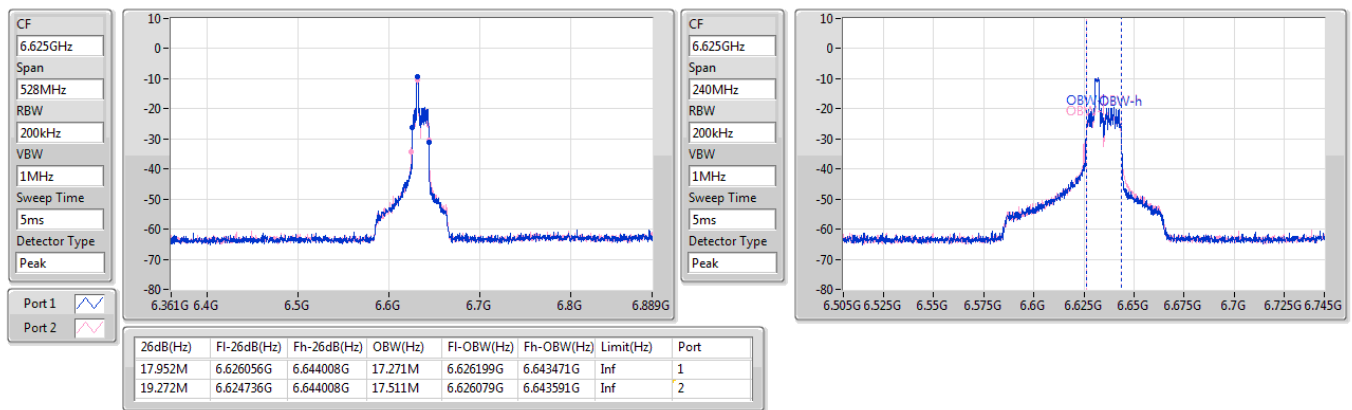 CF
6.625GHz
Span
528MHz
RBW
200kHz
VBW
1MHz
Sweep Time
5ms
Detector Type
Peak
Port 1
Port 2
10
0
-10
-20
-30
-40
-50
-60
-70
-80
6.361G 6.4G 6.5G 6.6G 6.7G 6.8G 6.889G
CF
6.625GHz
Span
240MHz
RBW
200kHz
VBW
1MHz
Sweep Time
5ms
Detector Type
Peak
10
0
-10
-20
-30
-40
-50
-60
-70
-80
OBW-h
6.505G 6.525G 6.55G 6.575G 6.6G 6.625G 6.65G 6.675G 6.7G 6.725G 6.745G
26dB(Hz) Fl-26dB(Hz) Fh-26dB(Hz) OBW(Hz) Fl-OBW(Hz) Fh-OBW(Hz) Limit(Hz) Port
17.952M 6.626056G 6.644008G 17.271M 6.626199G 6.643471G Inf 1
19.272M 6.624736G 6.644008G 17.511M 6.626079G 6.643591G Inf 2